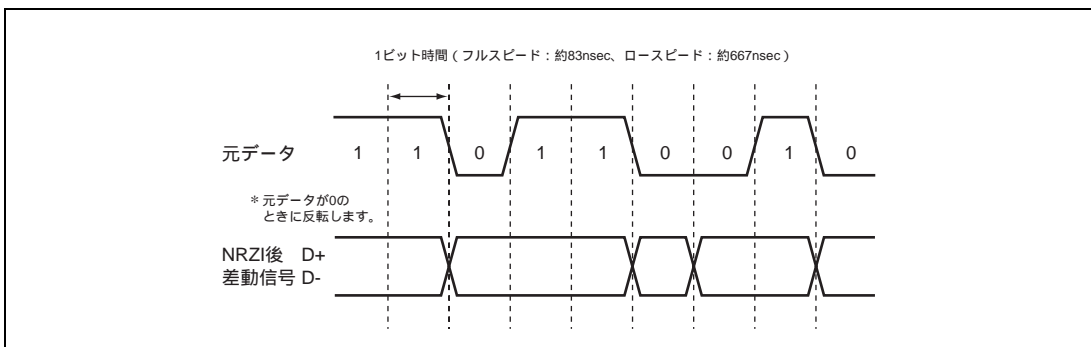 1ビット時間（フルスピード：約83nsec、ロースピード：約667nsec）
元データ 1 1 0 1 1 0 0 1 0
* 元データが0の
ときに反転します。
NRZI後 D+
差動信号 D-